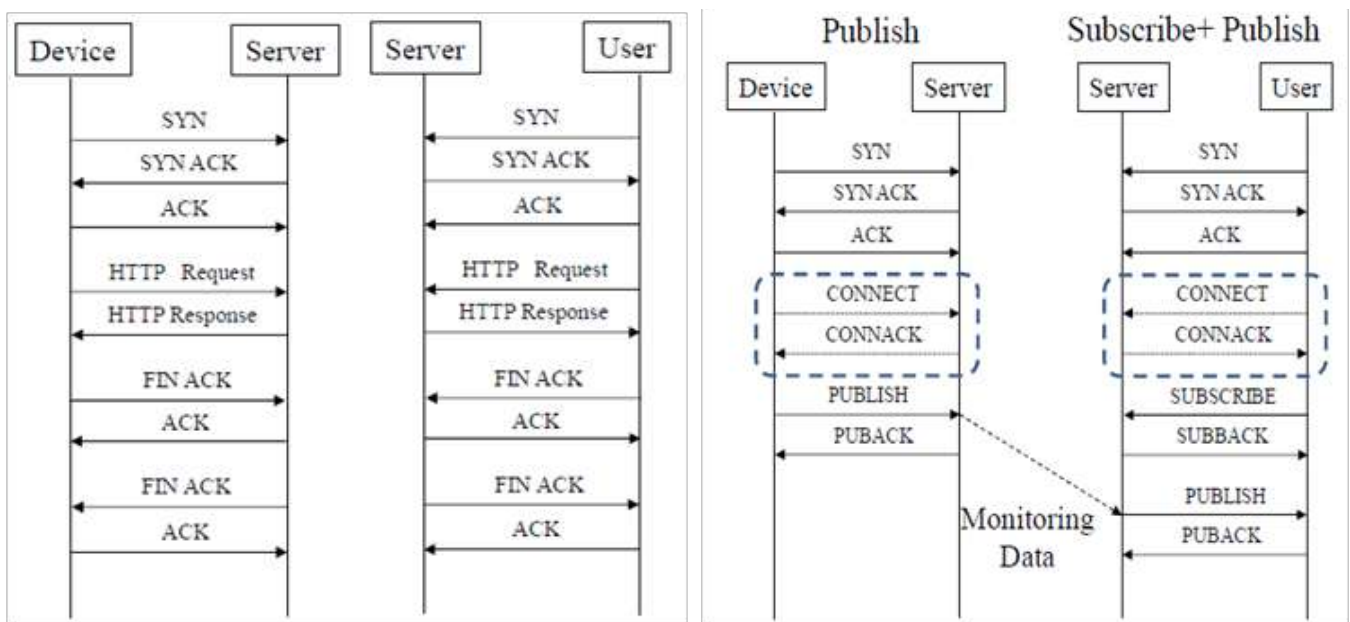 Device Server Server User
SYN SYN
SYN ACK SYN ACK
ACK ACK
HTTP Request HTTP Request
HTTP Response HTTP Response
FIN ACK FIN ACK
ACK ACK
FIN ACK FIN ACK
ACK ACK
Publish Subscribe+ Publish
Device Server Server User
SYN SYN
SYN ACK SYN ACK
ACK ACK
CONNECT CONNECT
CONNACK CONNACK
PUBLISH SUBSCRIBE
PUBACK SUBBACK
PUBLISH
Monitoring
Data
PUBACK